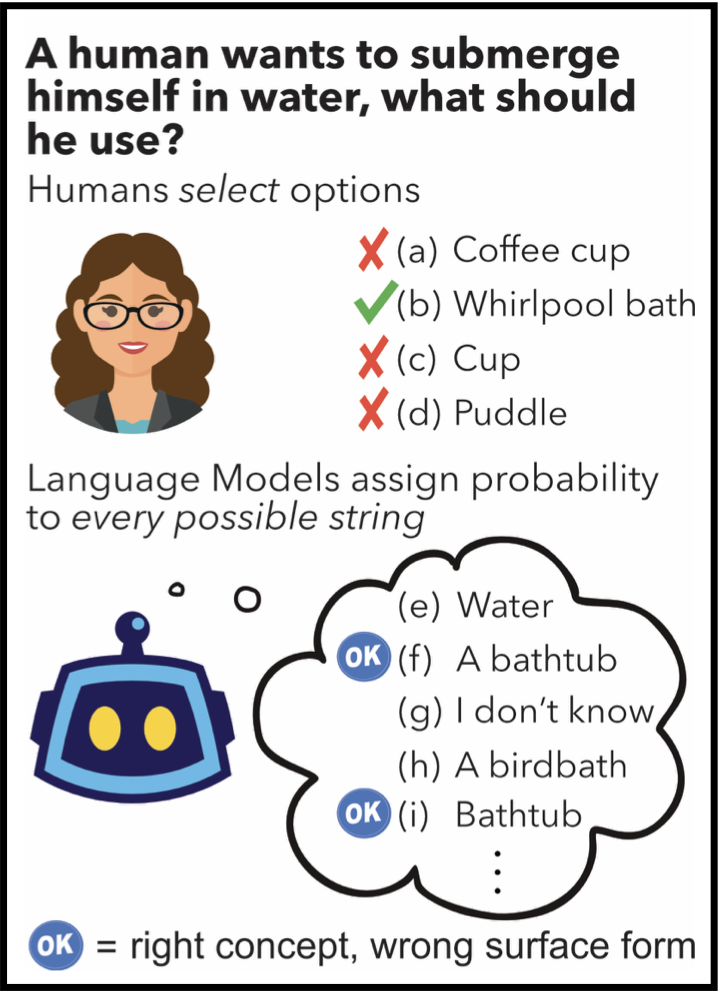 A human wants to submerge
himself in water, what should
he use?
Humans select options
(a) Coffee cup
(b) Whirlpool bath
(c) Cup
(d) Puddle
Language Models assign probability
to every possible string
(e) Water
OK (f) A bathtub
(g) I don’t know
(h) A birdbath
OK (i) Bathtub
⋮
OK = right concept, wrong surface form